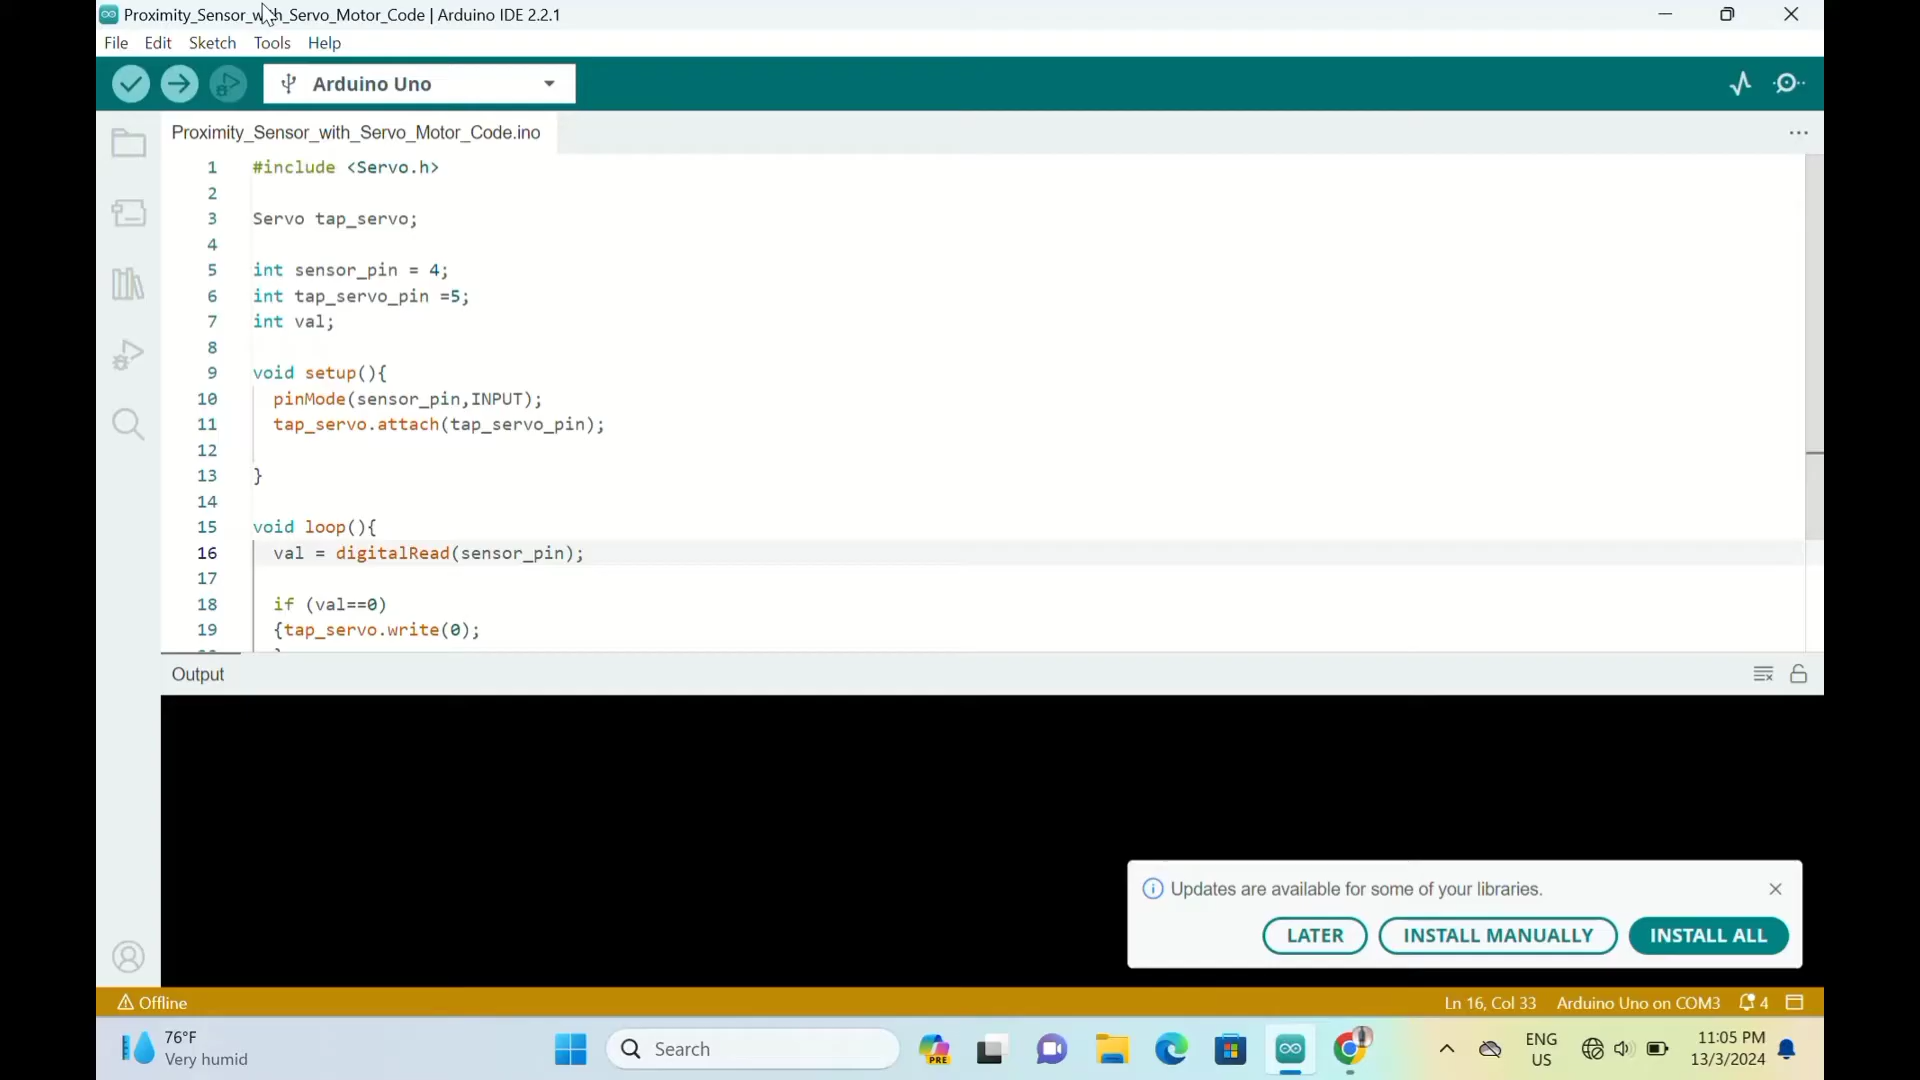 Proximity_Sensor_with_Servo_Motor_Code | Arduino IDE 2.2.1
File Edit Sketch Tools Help
Arduino Uno
Proximity_Sensor_with_Servo_Motor_Code.ino
1 #include <Servo.h>
2
3 Servo tap_servo;
4
5 int sensor_pin = 4;
6 int tap_servo_pin =5;
7 int val;
8
9 void setup(){
10 pinMode(sensor_pin,INPUT);
11 tap_servo.attach(tap_servo_pin);
12
13 }
14
15 void loop(){
16 val = digitalRead(sensor_pin);
17
18 if (val==0)
19 {tap_servo.write(0);
Output
Updates are available for some of your libraries.
LATER INSTALL MANUALLY INSTALL ALL
Offline
Ln 16, Col 33 Arduino Uno on COM3 4
76°F
Very humid
Search
PRE
ENG
US
11:05 PM
13/3/2024